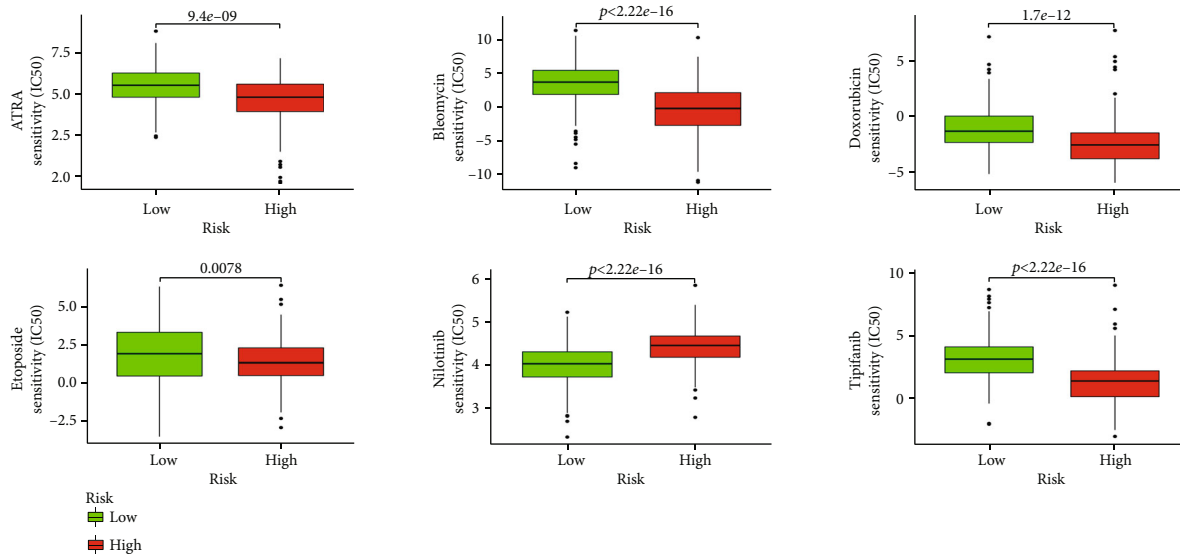 9.4e–09
7.5
5.0
2.5
2.0
ATRA
sensitivity (IC50)
Low
High
Risk
p<2.22e–16
10
5
0
–5
–10
Bleomycin
sensitivity (IC50)
Low
High
Risk
1.7e–12
5
0
–5
Doxorubicin
sensitivity (IC50)
Low
High
Risk
0.0078
5.0
2.5
0.0
–2.5
Etoposide
sensitivity (IC50)
Low
High
Risk
p<2.22e–16
6
5
4
3
Nilotinib
sensitivity (IC50)
Low
High
Risk
p<2.22e–16
10
5
0
Tipifanib
sensitivity (IC50)
Low
High
Risk
Risk
Low
High